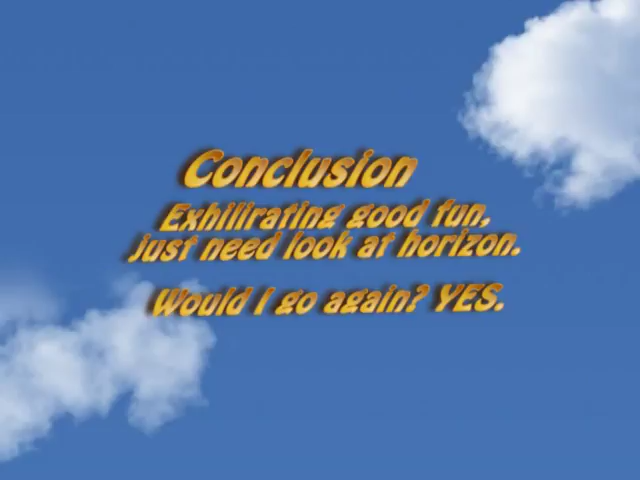 Conclusion
Exhilirating good fun,
just need look at horizon.
Would I go again? YES.